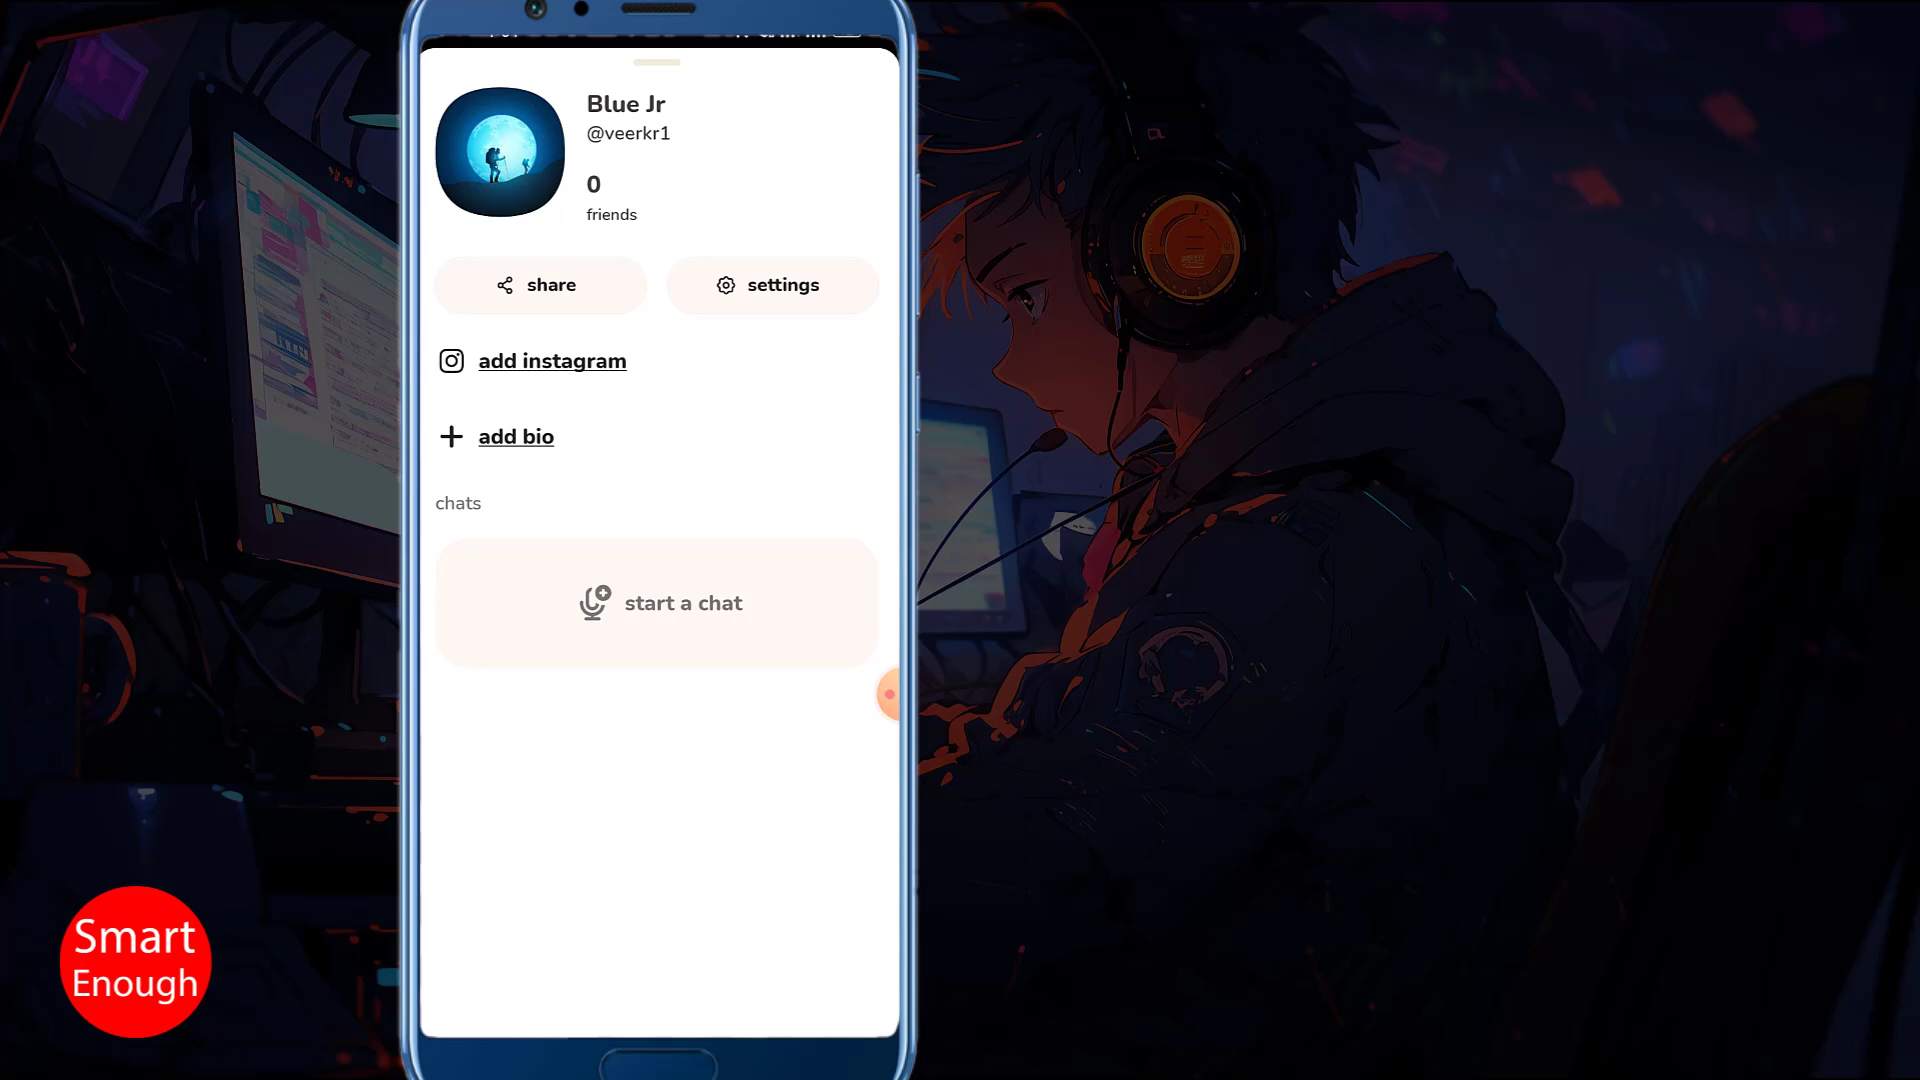 Blue Jr
@veerkr1
0
friends
share
settings
add instagram
add bio
chats
start a chat
Smart
Enough